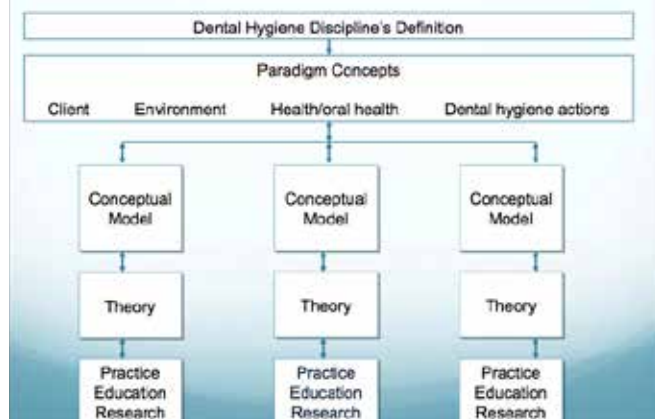 Dental Hygiene Discipline's Definition
Paradigm Concepts
Client Environment Health/oral health Dental hygiene actions
Conceptual Model
Conceptual Model
Conceptual Model
Theory
Theory
Theory
Practice
Education
Research
Practice
Education
Research
Practice
Education
Research